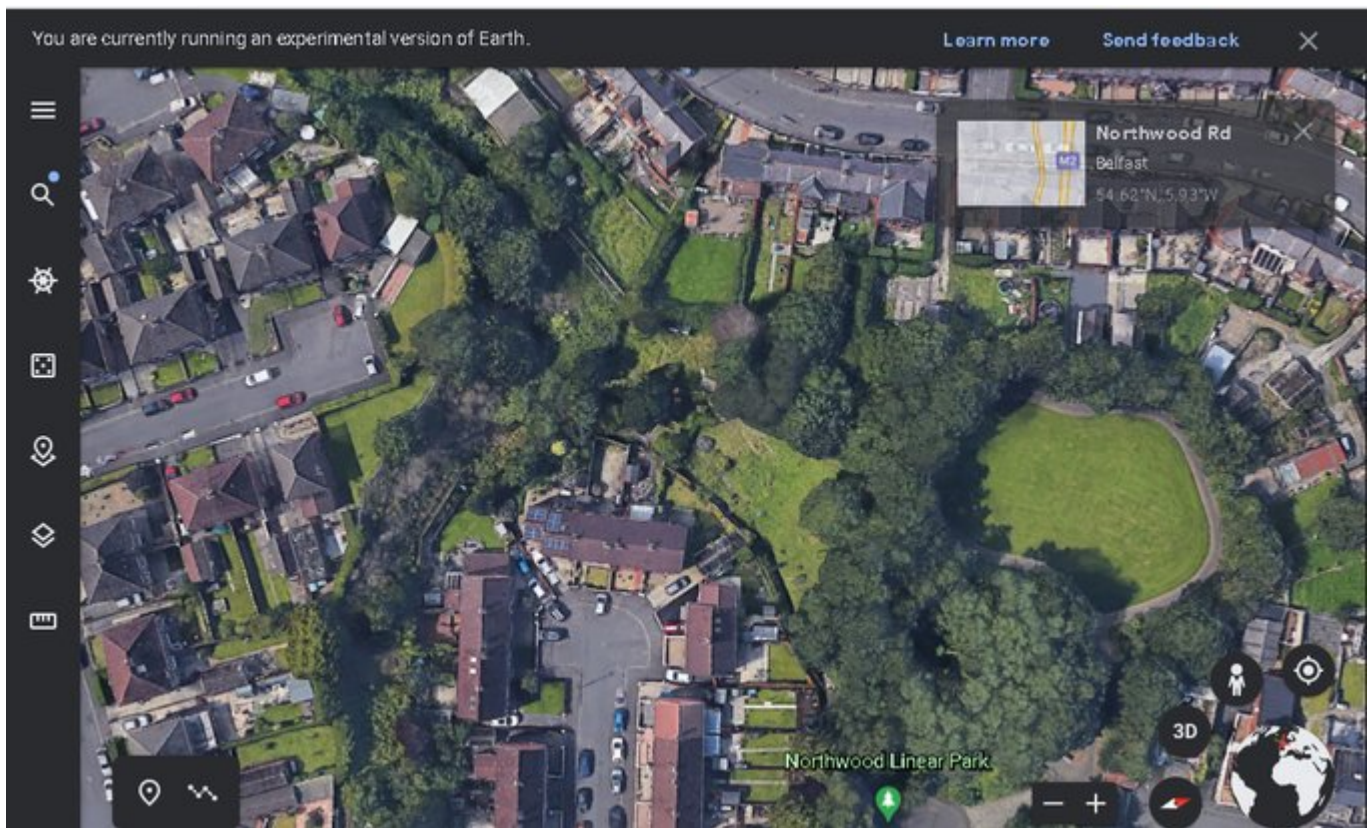 You are currently running an experimental version of Earth.
Learn more
Send feedback
Northwood Rd
M2
Belfast
54.62°N, 5.93°W
3D
Northwood Linear Park